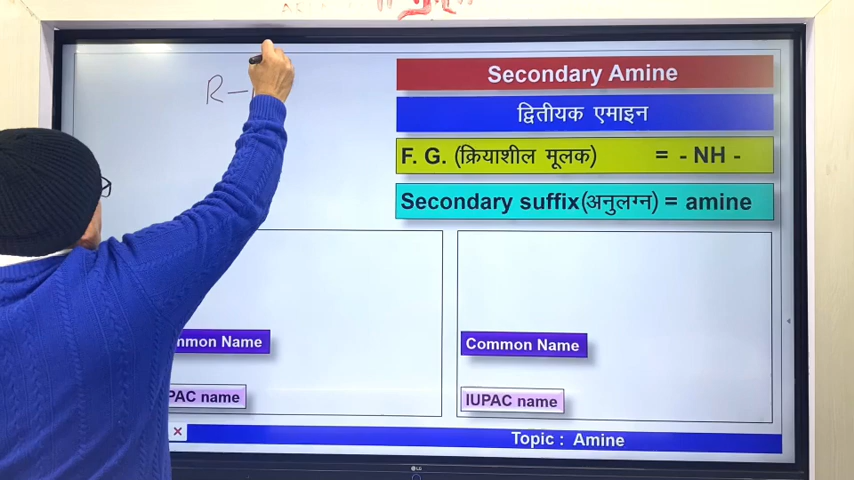 R-
Secondary Amine
द्वितीयक एमाइन
F. G. (क्रियाशील मूलक) = - NH -
Secondary suffix(अनुलग्न) = amine
mmon Name
PAC name
Common Name
IUPAC name
Topic : Amine
LG